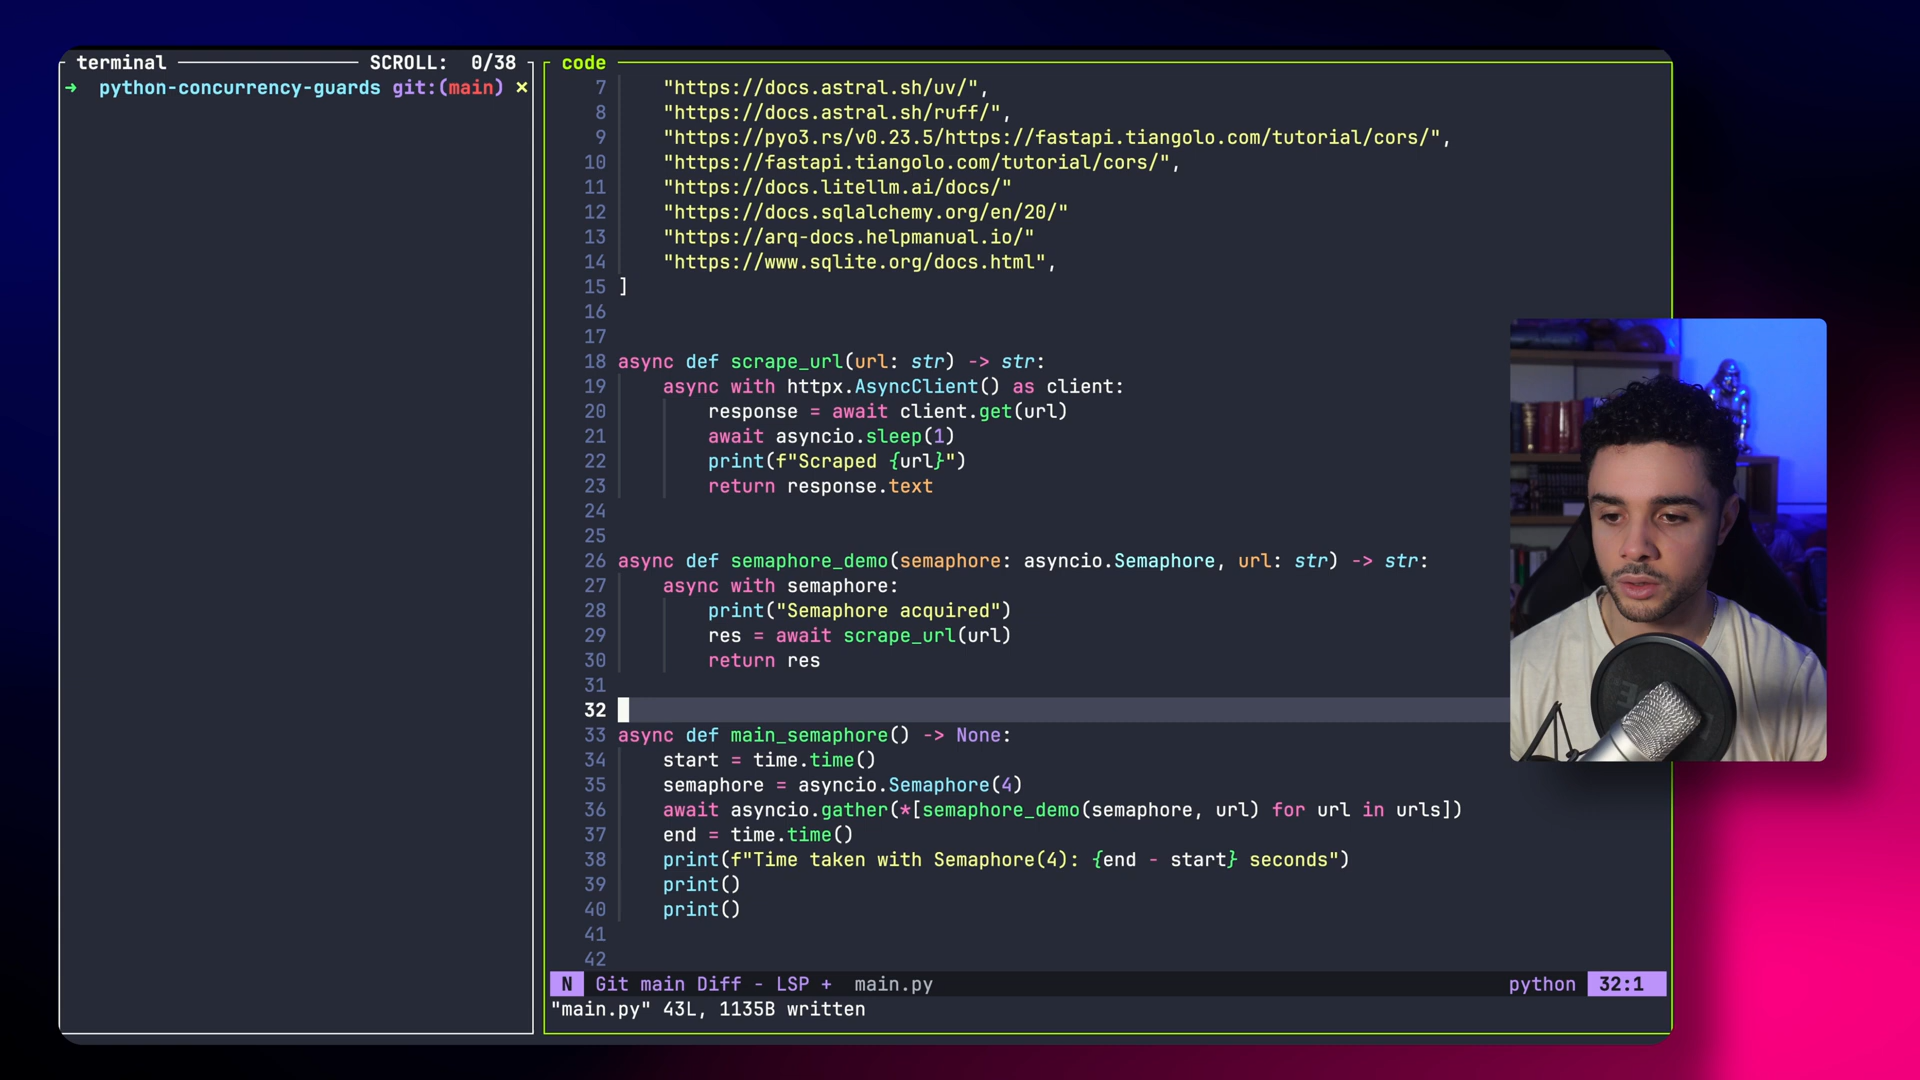 terminal SCROLL: 0/38
→ python-concurrency-guards git:(main) ×
code
7 "https://docs.astral.sh/uv/",
8 "https://docs.astral.sh/ruff/",
9 "https://pyo3.rs/v0.23.5/https://fastapi.tiangolo.com/tutorial/cors/",
10 "https://fastapi.tiangolo.com/tutorial/cors/",
11 "https://docs.litellm.ai/docs/"
12 "https://docs.sqlalchemy.org/en/20/"
13 "https://arq-docs.helpmanual.io/"
14 "https://www.sqlite.org/docs.html",
15 ]
16
17
18 async def scrape_url(url: str) -> str:
19 async with httpx.AsyncClient() as client:
20 response = await client.get(url)
21 await asyncio.sleep(1)
22 print(f"Scraped {url}")
23 return response.text
24
25
26 async def semaphore_demo(semaphore: asyncio.Semaphore, url: str) -> str:
27 async with semaphore:
28 print("Semaphore acquired")
29 res = await scrape_url(url)
30 return res
31
32
33 async def main_semaphore() -> None:
34 start = time.time()
35 semaphore = asyncio.Semaphore(4)
36 await asyncio.gather(*[semaphore_demo(semaphore, url) for url in urls])
37 end = time.time()
38 print(f"Time taken with Semaphore(4): {end - start} seconds")
39 print()
40 print()
41
42
N Git main Diff - LSP + main.py python 32:1
"main.py" 43L, 1135B written